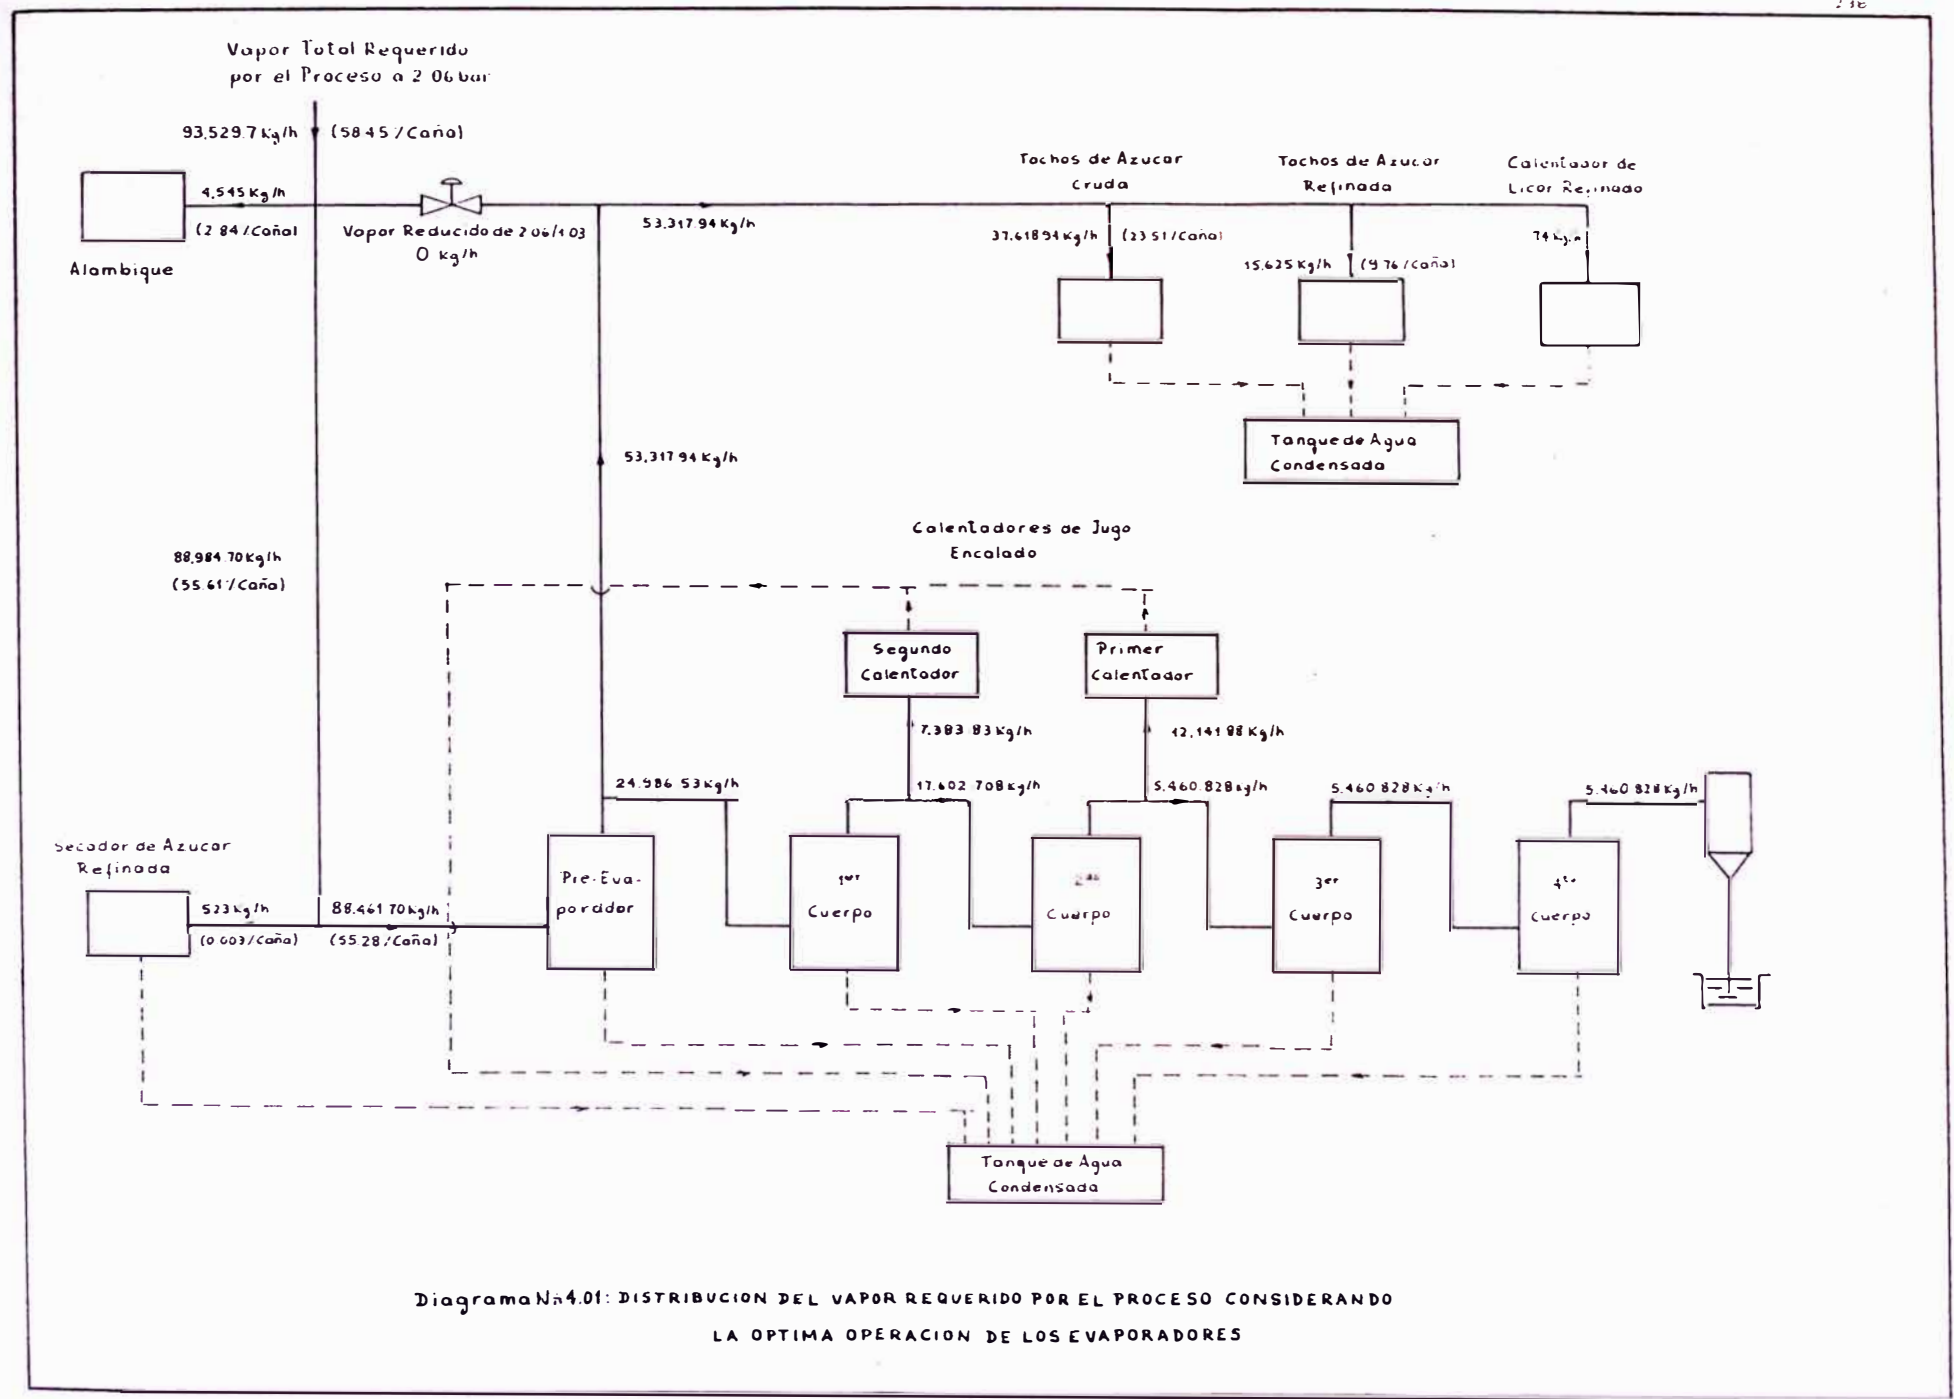 Vapor Total Requerido
por el Proceso a 2 06 bar
93,529.7 Kg/h
(58.45 %/Caña)
4,545 Kg/h
(2.84 %/Caña)
Alambique
Vapor Reducido de 2 06/1 03
0 Kg/h
53,317.94 Kg/h
Tachos de Azucar
Cruda
Tachos de Azucar
Refinada
Calentador de
Licor Refinado
37,618 94 Kg/h
(23 51 %/Caña)
15,625 Kg/h
(9 76 %/Caña)
74 Kg/h
Tanque de Agua
Condensada
53,317 94 Kg/h
88,984.70 Kg/h
(55.61 %/Caña)
Calentadores de Jugo
Encalado
Segundo
Calentador
Primer
Calentador
7.383 83 Kg/h
12,141 88 Kg/h
24.986 53 Kg/h
17.602 708 Kg/h
5.460.828 Kg/h
5.460 828 Kg/h
5.460 828 Kg/h
Secador de Azucar
Refinada
523 Kg/h
(0 003 %/Caña)
88.461 70 Kg/h
(55.28 %/Caña)
Pre-Eva-
porador
1er
Cuerpo
Cuerpo
3er
Cuerpo
4to
Cuerpo
Tanque de Agua
Condensada
Diagrama Nº 4.01: DISTRIBUCION DEL VAPOR REQUERIDO POR EL PROCESO CONSIDERANDO
LA OPTIMA OPERACION DE LOS EVAPORADORES